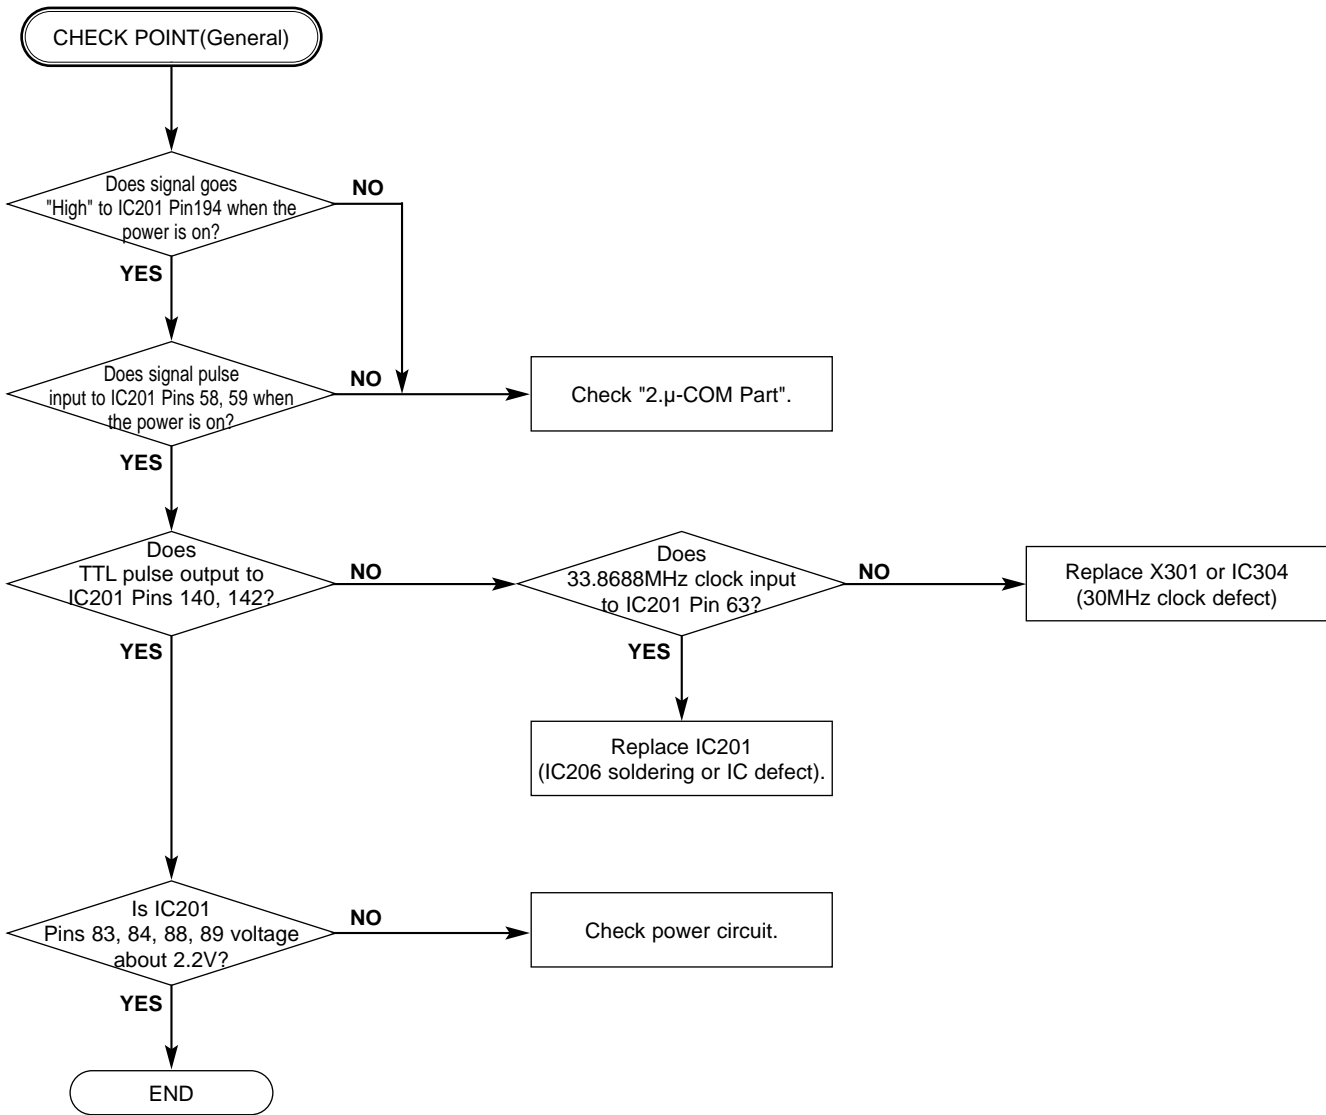 CHECK POINT(General)
Does signal goes
"High" to IC201 Pin194 when the
power is on?
NO
YES
Does signal pulse
input to IC201 Pins 58, 59 when
the power is on?
NO
Check "2.μ-COM Part".
YES
Does
TTL pulse output to
IC201 Pins 140, 142?
NO
Does
33.8688MHz clock input
to IC201 Pin 63?
NO
Replace X301 or IC304
(30MHz clock defect)
YES
YES
Replace IC201
(IC206 soldering or IC defect).
Is IC201
Pins 83, 84, 88, 89 voltage
about 2.2V?
NO
Check power circuit.
YES
END